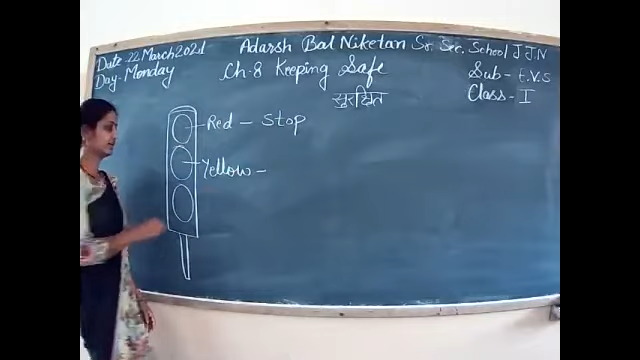 Date-22 March 2021
Day- Monday
Adarsh Bal Niketan Sr. Sec. School J J N
Ch-8 Keeping Safe
सुरक्षित
Sub- E.V.S
Class- I
Red - Stop
Yellow -